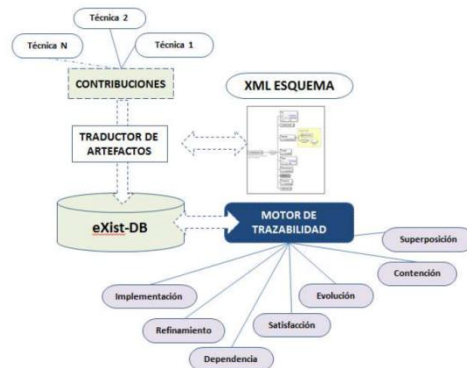 Técnica 2
Técnica N
Técnica 1
CONTRIBUCIONES
XML ESQUEMA
TRADUCTOR DE
ARTEFACTOS
eXist-DB
MOTOR DE
TRAZABILIDAD
Superposición
Contención
Implementación
Evolución
Refinamiento
Satisfacción
Dependencia